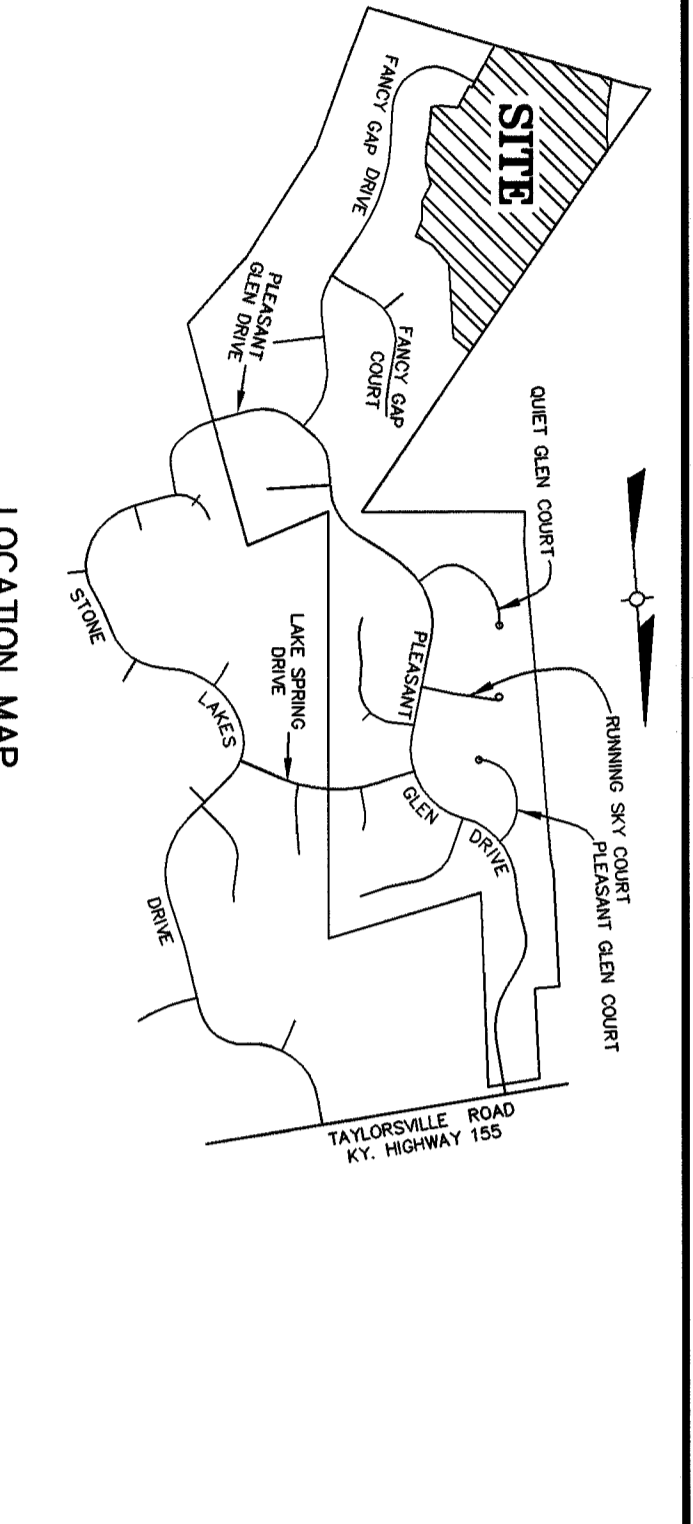 SITE
FANCY GAP DRIVE
PLEASANT
GLEN DRIVE
FANCY GAP
COURT
QUIET GLEN COURT
RUNNING SKY COURT
PLEASANT GLEN COURT
PLEASANT
GLEN
DRIVE
LAKE SPRING
DRIVE
STONE
LAKES
DRIVE
TAYLORSVILLE ROAD
KY. HIGHWAY 155
LOCATION MAP